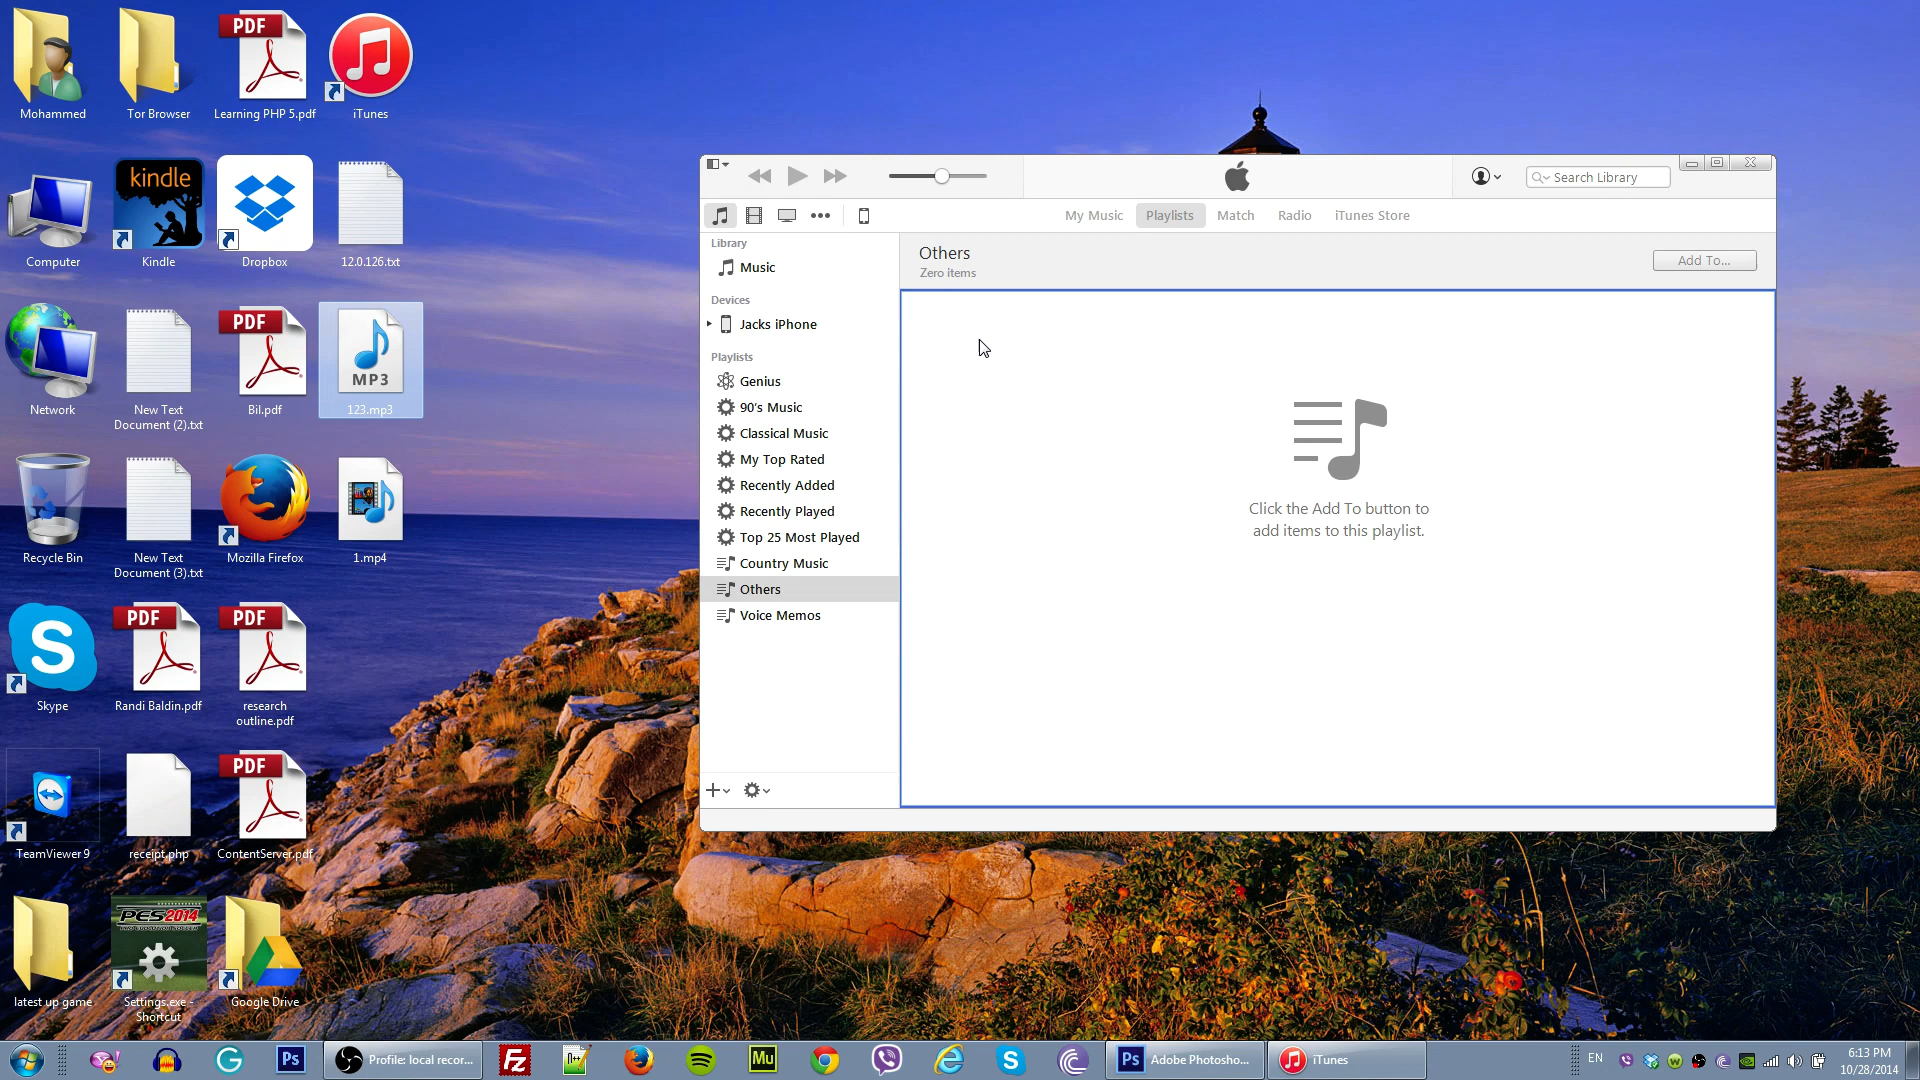 Mohammed
Tor Browser
PDF
Learning PHP 5.pdf
iTunes
Computer
kindle
Kindle
Dropbox
12.0.126.txt
Network
New Text
Document (2).txt
PDF
Bil.pdf
MP3
123.mp3
Recycle Bin
New Text
Document (3).txt
Mozilla Firefox
1.mp4
S
Skype
PDF
Randi Baldin.pdf
PDF
research
outline.pdf
TeamViewer 9
receipt.php
PDF
ContentServer.pdf
latest up game
PES2014
Settings.exe -
Shortcut
Google Drive
Search Library
My Music
Playlists
Match
Radio
iTunes Store
Library
Music
Devices
Jacks iPhone
Playlists
Genius
90's Music
Classical Music
My Top Rated
Recently Added
Recently Played
Top 25 Most Played
Country Music
Others
Voice Memos
Others
Zero items
Add To...
Click the Add To button to
add items to this playlist.
Ps
Profile: local recor...
Fz
Mu
S
Ps
Adobe Photosho...
iTunes
EN
6:13 PM
10/28/2014